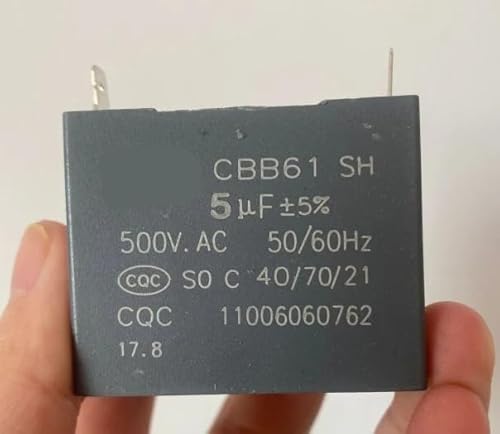 CBB61 SH
5μF±5%
500V.AC 50/60Hz
CQC S0 C 40/70/21
CQC 11006060762
17.8